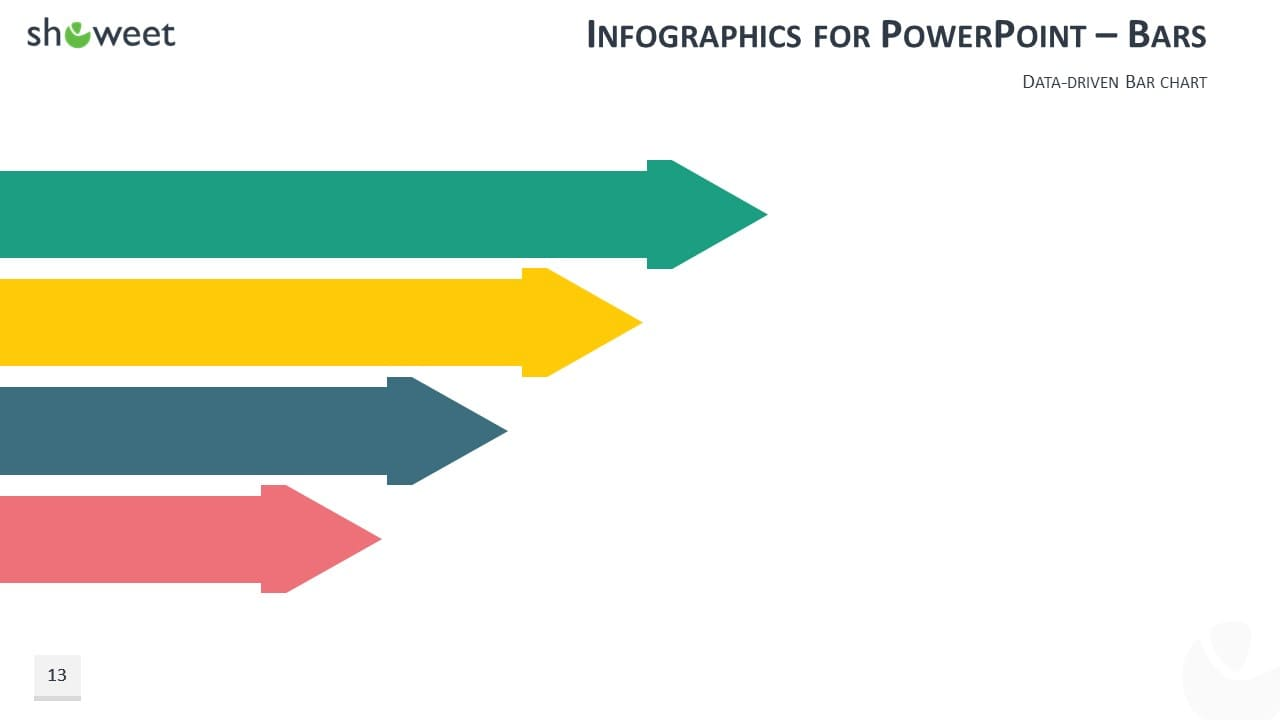 showeet
INFOGRAPHICS FOR POWERPOINT – BARS
DATA-DRIVEN BAR CHART
13